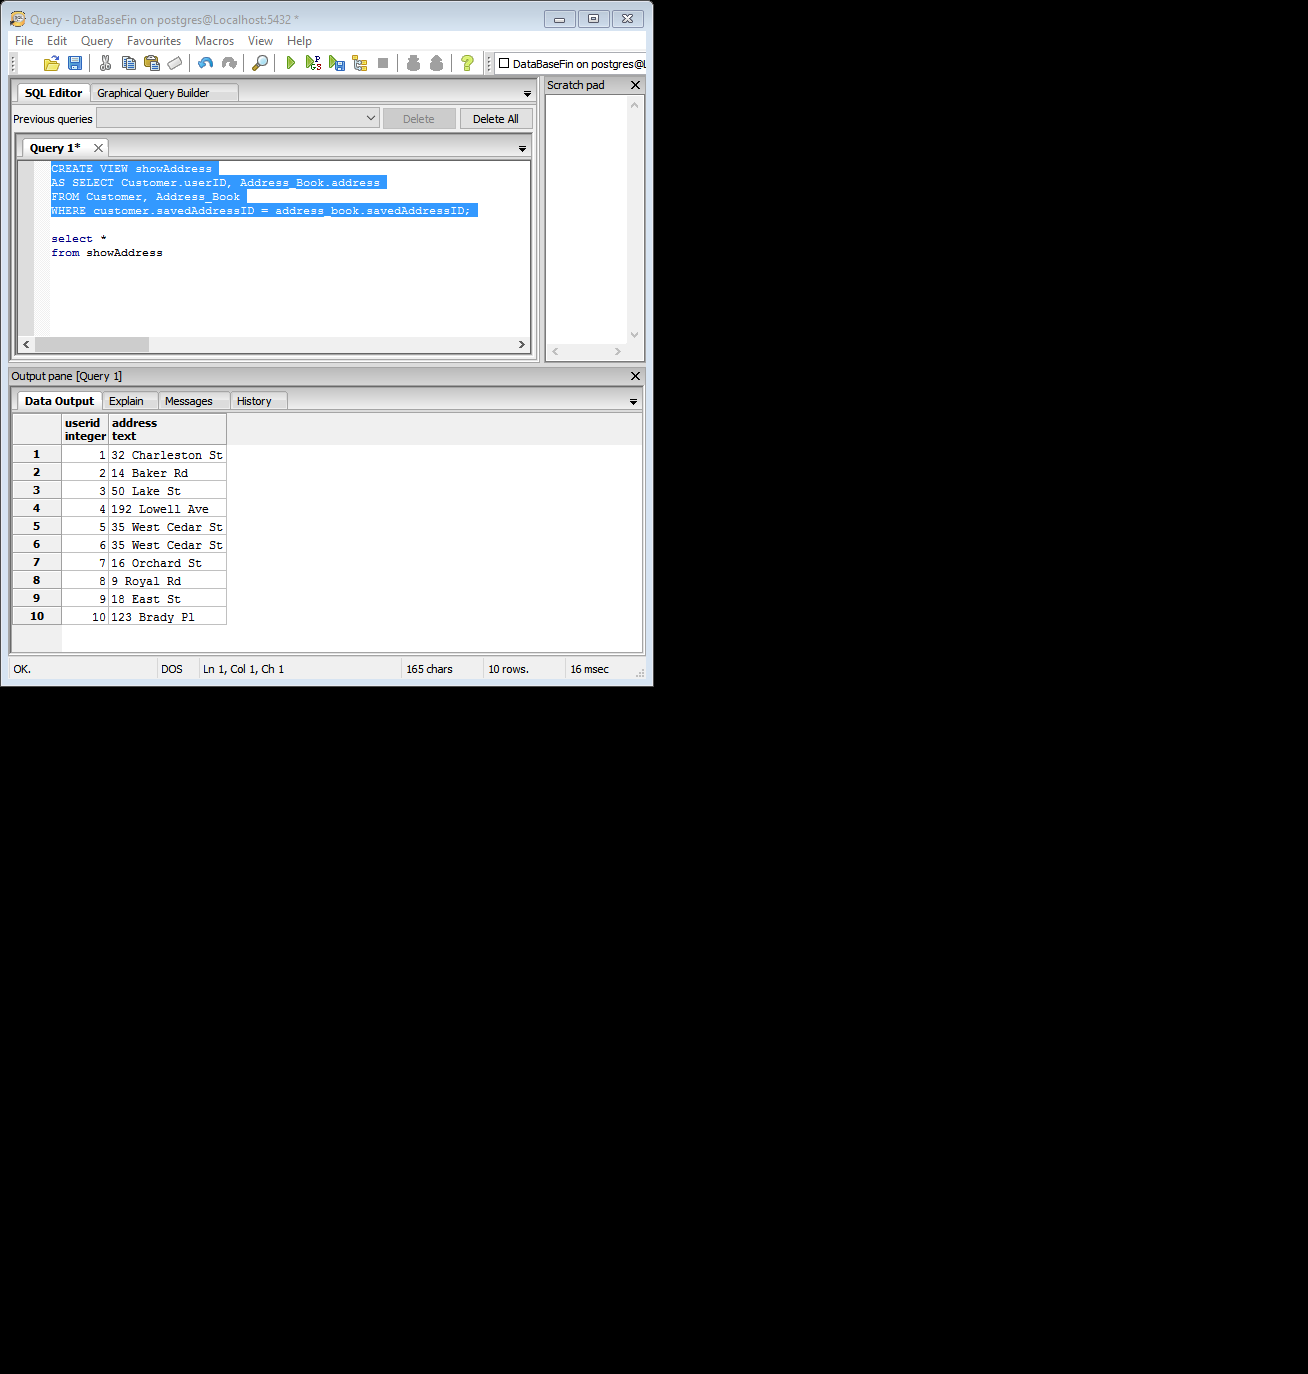 Query - DataBaseFin on postgres@Localhost:5432 *
File Edit Query Favourites Macros View Help
DataBaseFin on postgres@L
SQL Editor Graphical Query Builder
Scratch pad
Previous queries Delete Delete All
Query 1*
CREATE VIEW showAddress
AS SELECT Customer.userID, Address_Book.address
FROM Customer, Address_Book
WHERE customer.savedAddressID = address_book.savedAddressID;
select *
from showAddress
Output pane [Query 1]
Data Output Explain Messages History
userid address
integer text
1 1 32 Charleston St
2 2 14 Baker Rd
3 3 50 Lake St
4 4 192 Lowell Ave
5 5 35 West Cedar St
6 6 35 West Cedar St
7 7 16 Orchard St
8 8 9 Royal Rd
9 9 18 East St
10 10 123 Brady Pl
OK. DOS Ln 1, Col 1, Ch 1 165 chars 10 rows. 16 msec